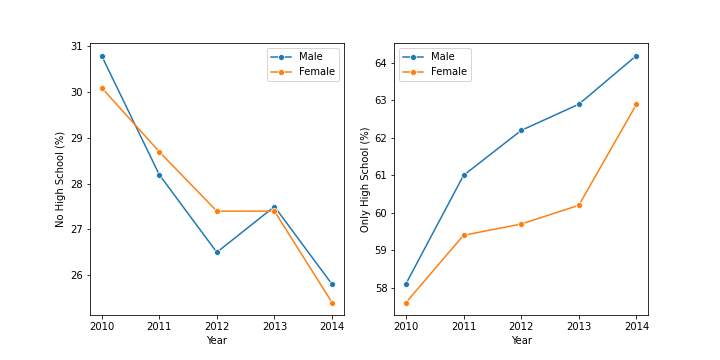 No High School (%)
31
30
29
28
27
26
Male
Female
2010
2011
2012
2013
2014
Year
Only High School (%)
64
63
62
61
60
59
58
Male
Female
2010
2011
2012
2013
2014
Year